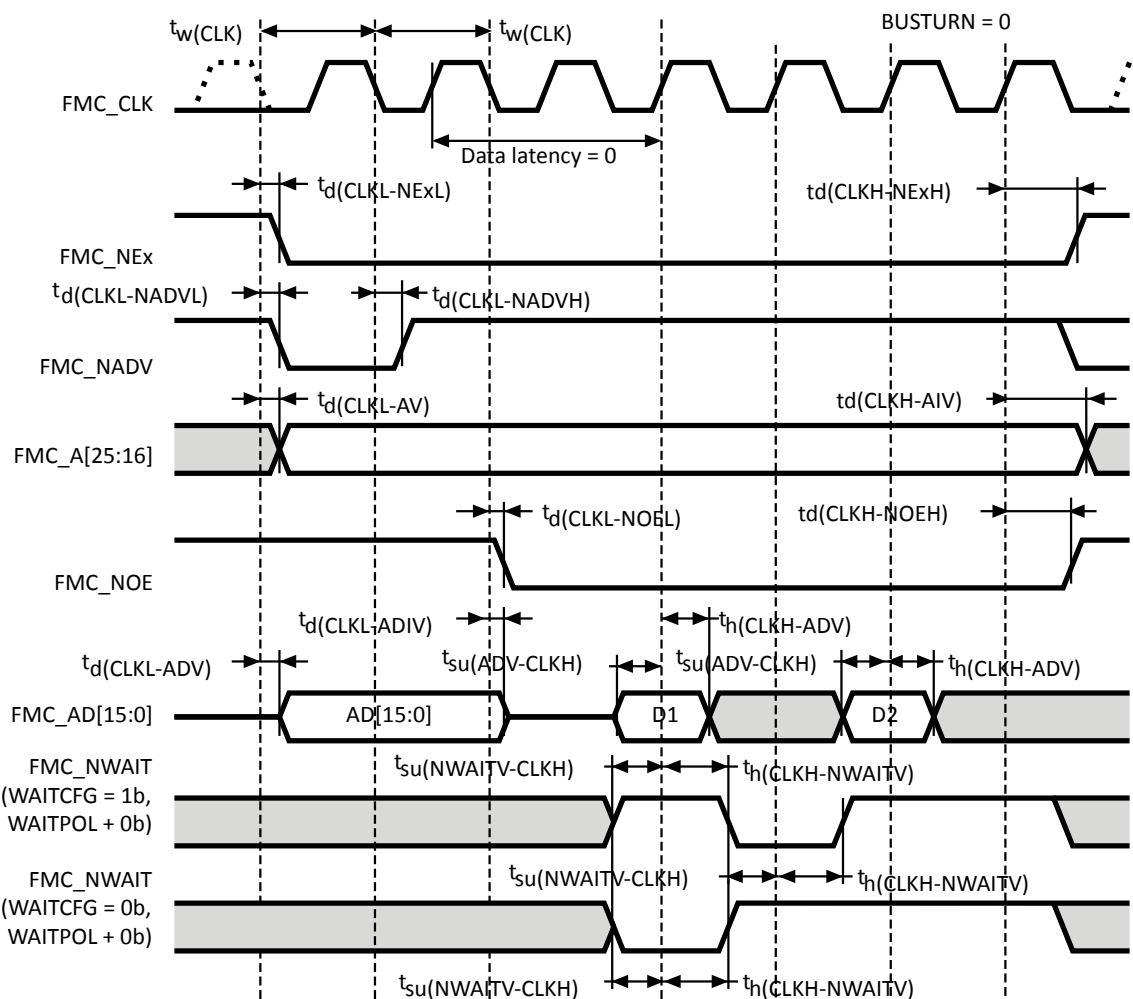 BUSTURN = 0
tw(CLK) tw(CLK)
FMC_CLK
Data latency = 0
td(CLKL-NExL) td(CLKH-NExH)
FMC_NEx
td(CLKL-NADVL) td(CLKL-NADVH)
FMC_NADV
td(CLKL-AV) td(CLKH-AIV)
FMC_A[25:16]
td(CLKL-NOEL) td(CLKH-NOEH)
FMC_NOE
td(CLKL-ADIV) th(CLKH-ADV)
td(CLKL-ADV) tsu(ADV-CLKH) tsu(ADV-CLKH) th(CLKH-ADV)
FMC_AD[15:0] AD[15:0] D1 D2
FMC_NWAIT tsu(NWAITV-CLKH) th(CLKH-NWAITV)
(WAITCFG = 1b,
WAITPOL + 0b)
FMC_NWAIT tsu(NWAITV-CLKH) th(CLKH-NWAITV)
(WAITCFG = 0b,
WAITPOL + 0b)
tsu(NWAITV-CLKH) th(CLKH-NWAITV)